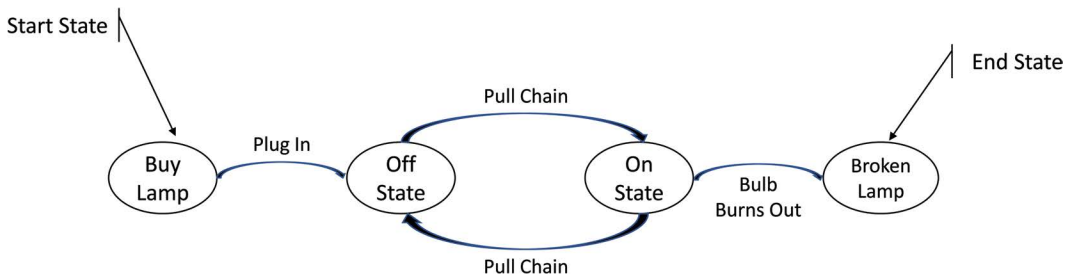 Start State
End State
Pull Chain
Plug In
Buy
Lamp
Off
State
On
State
Bulb
Burns Out
Broken
Lamp
Pull Chain